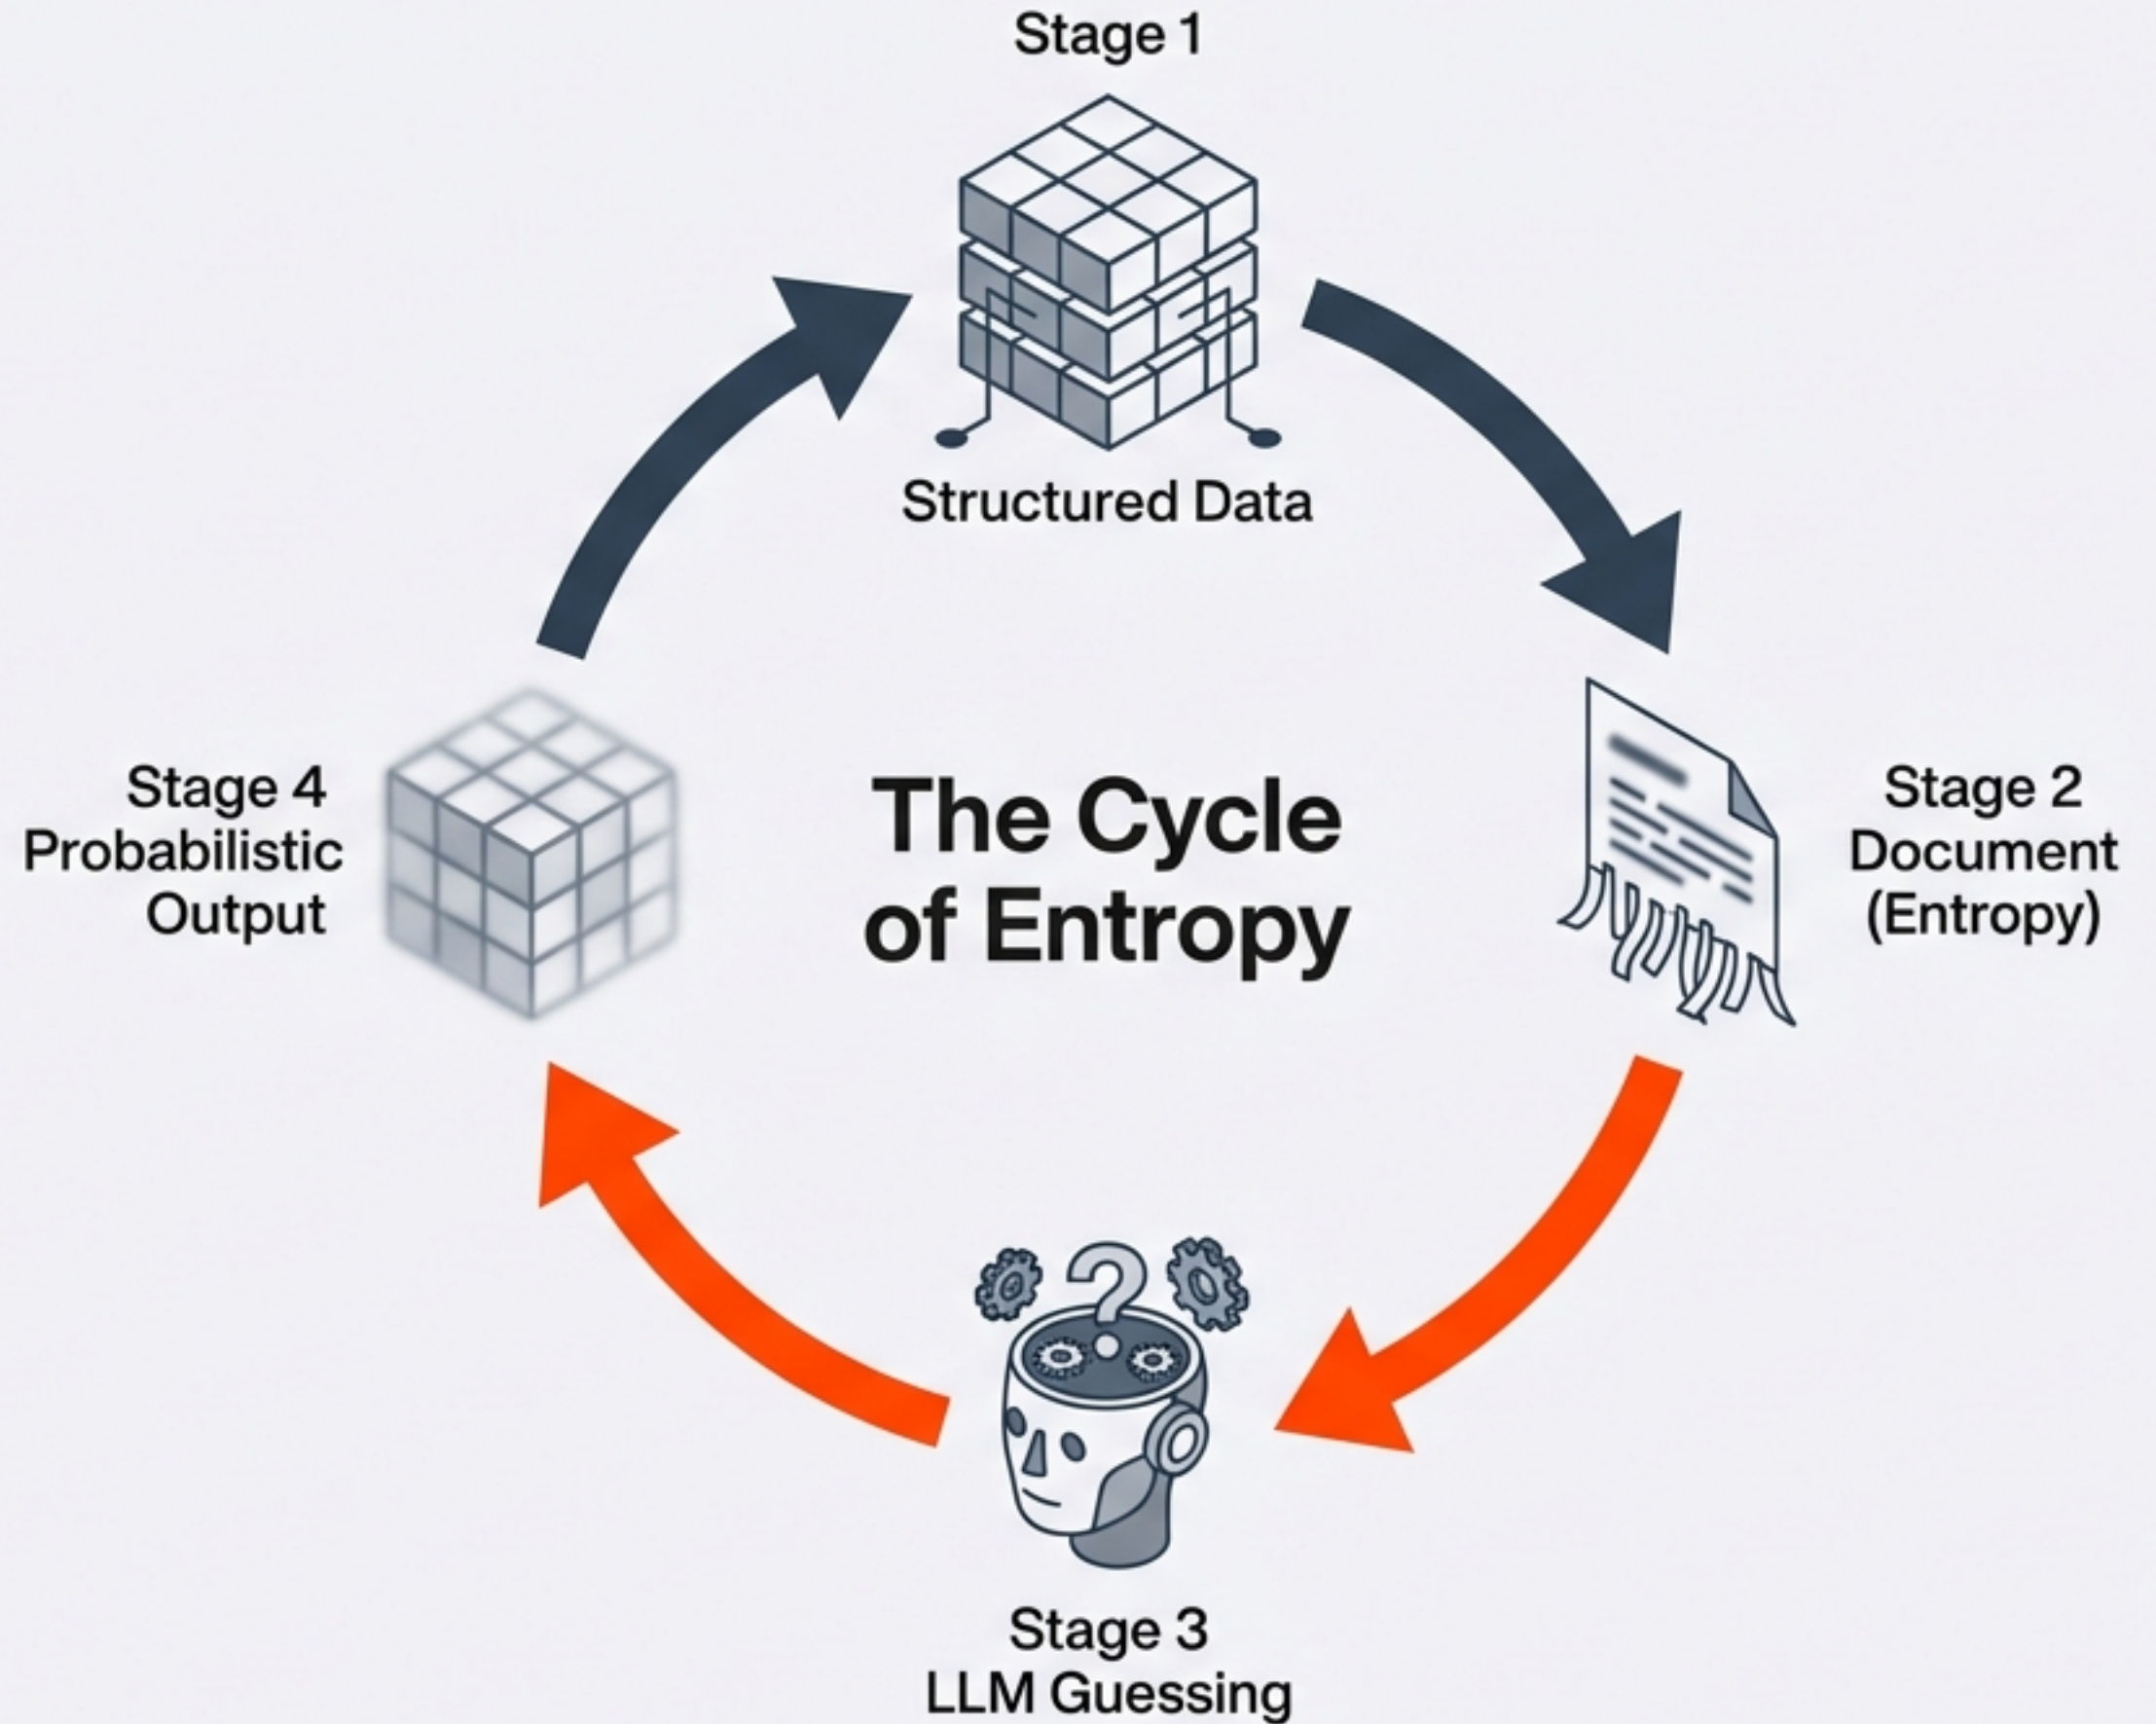 Stage 1
Structured Data
The Cycle
of Entropy
Stage 2
Document
(Entropy)
Stage 3
LLM Guessing
Stage 4
Probabilistic
Output